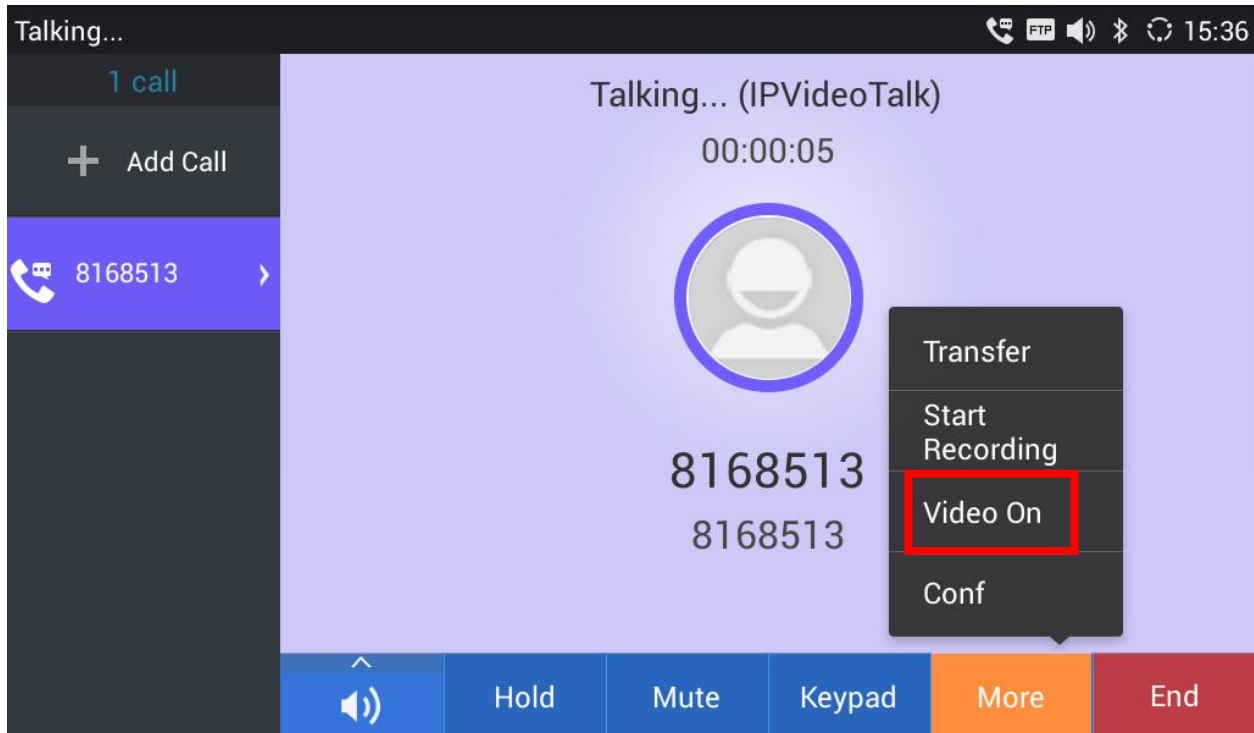 Talking...
FTP
15:36
1 call
Add Call
8168513
Talking... (IPVideoTalk)
00:00:05
8168513
8168513
Transfer
Start
Recording
Video On
Conf
Hold
Mute
Keypad
More
End